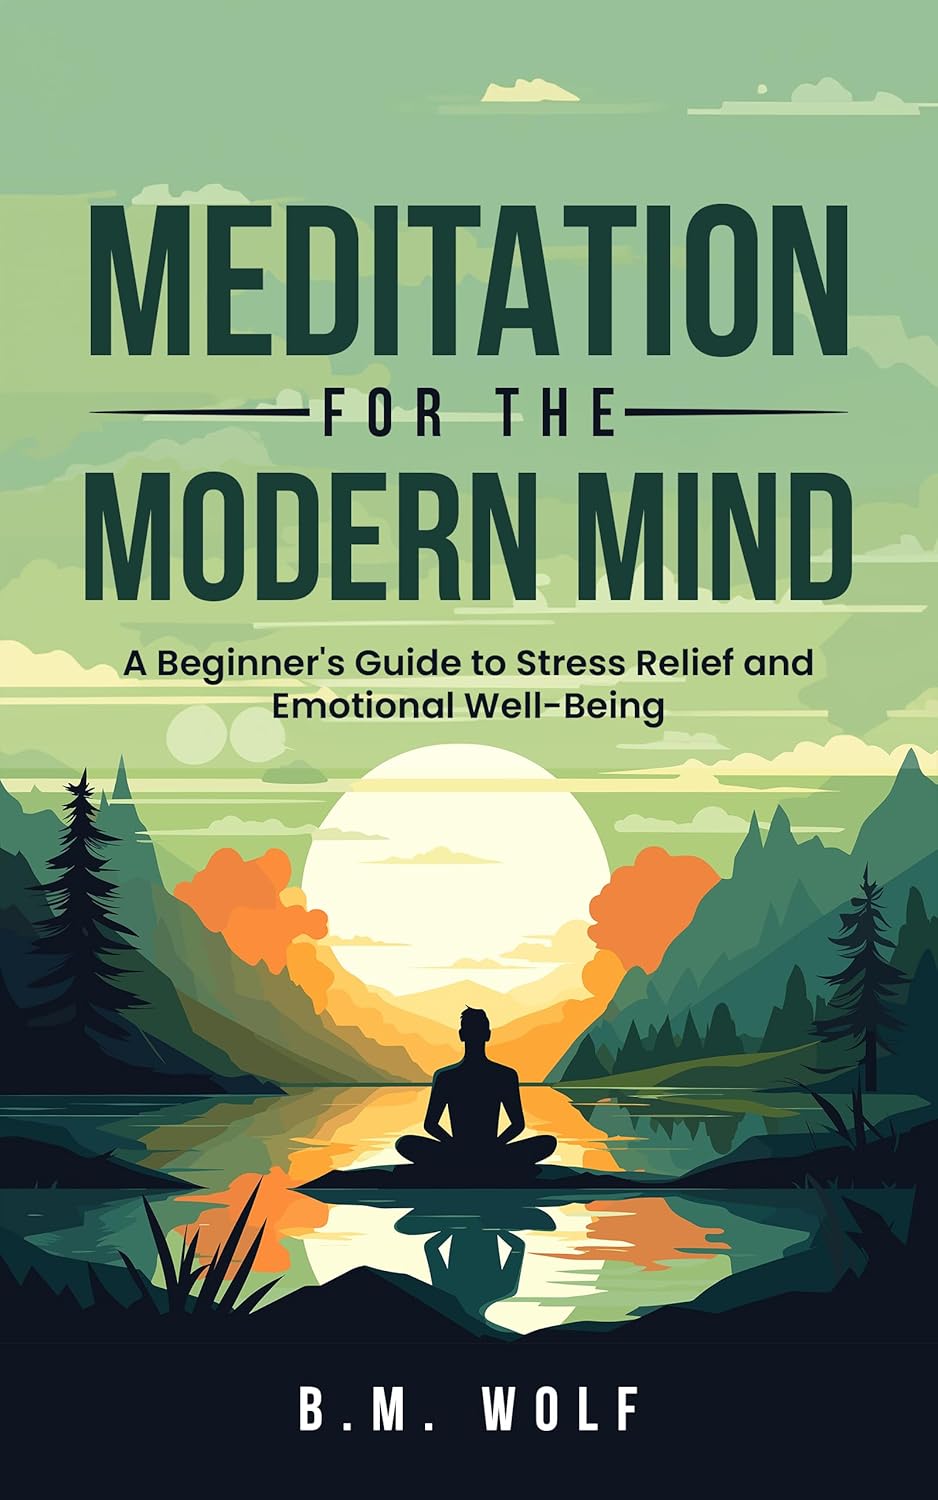 MEDITATION
FOR THE
MODERN MIND
A Beginner's Guide to Stress Relief and
Emotional Well-Being
B.M. WOLF